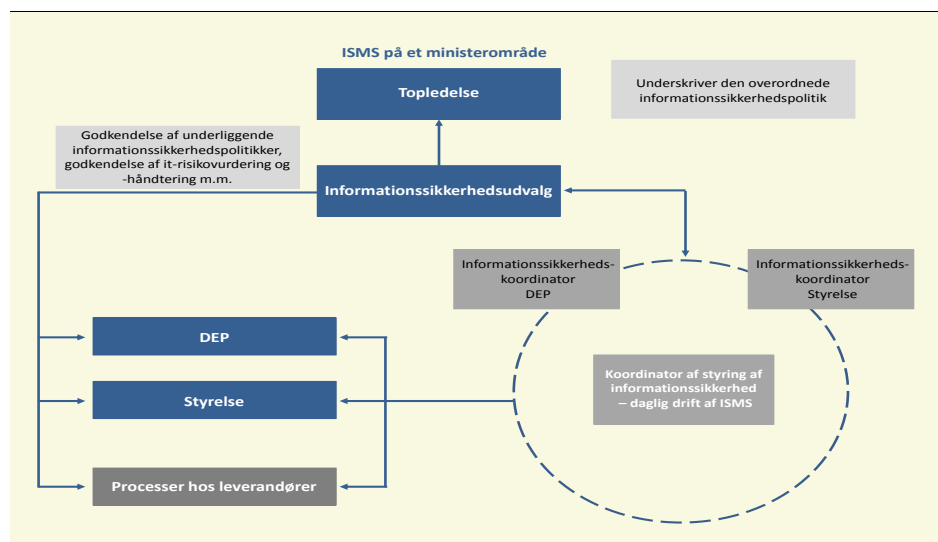 ISMS på et ministerområde
Topledelse
Underskriver den overordnede
informationssikkerhedspolitik
Godkendelse af underliggende
informationssikkerhedspolitikker,
godkendelse af it-risikovurdering og
-håndtering m.m.
Informationssikkerhedsudvalg
Informationssikkerheds-
koordinator
DEP
Informationssikkerheds-
koordinator
Styrelse
DEP
Koordinator af styring af
informationssikkerhed
– daglig drift af ISMS
Styrelse
Processer hos leverandører